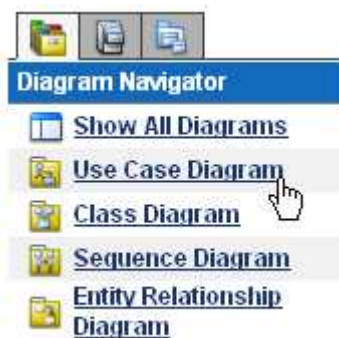 Diagram Navigator
Show All Diagrams
Use Case Diagram
Class Diagram
Sequence Diagram
Entity Relationship
Diagram